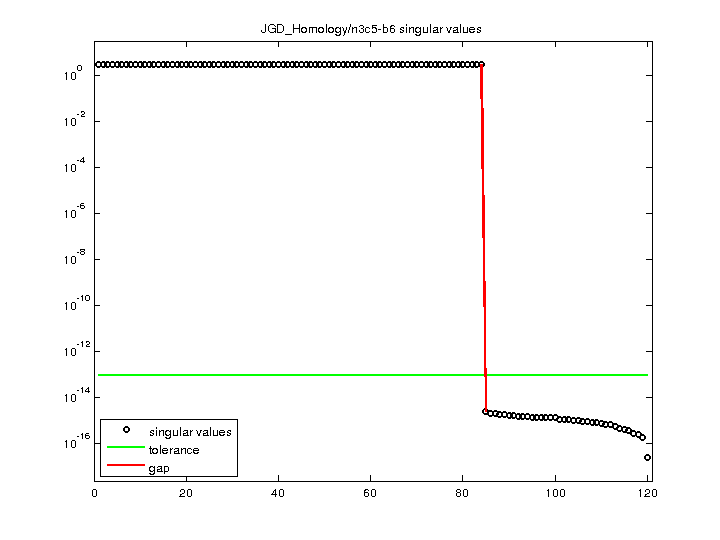 JGD_Homology/n3c5-b6 singular values
10^0
10^-2
10^-4
10^-6
10^-8
10^-10
10^-12
10^-14
10^-16
singular values
tolerance
gap
0 20 40 60 80 100 120